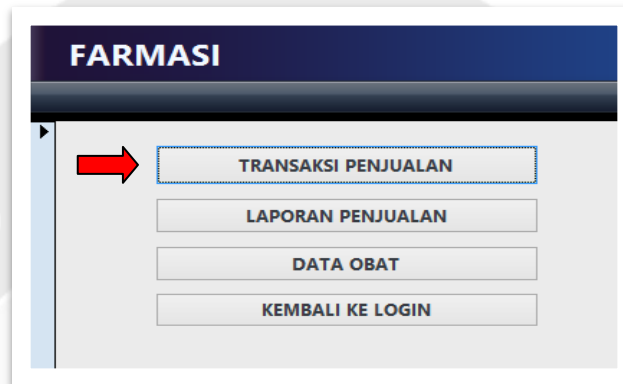 FARMASI
TRANSAKSI PENJUALAN
LAPORAN PENJUALAN
DATA OBAT
KEMBALI KE LOGIN